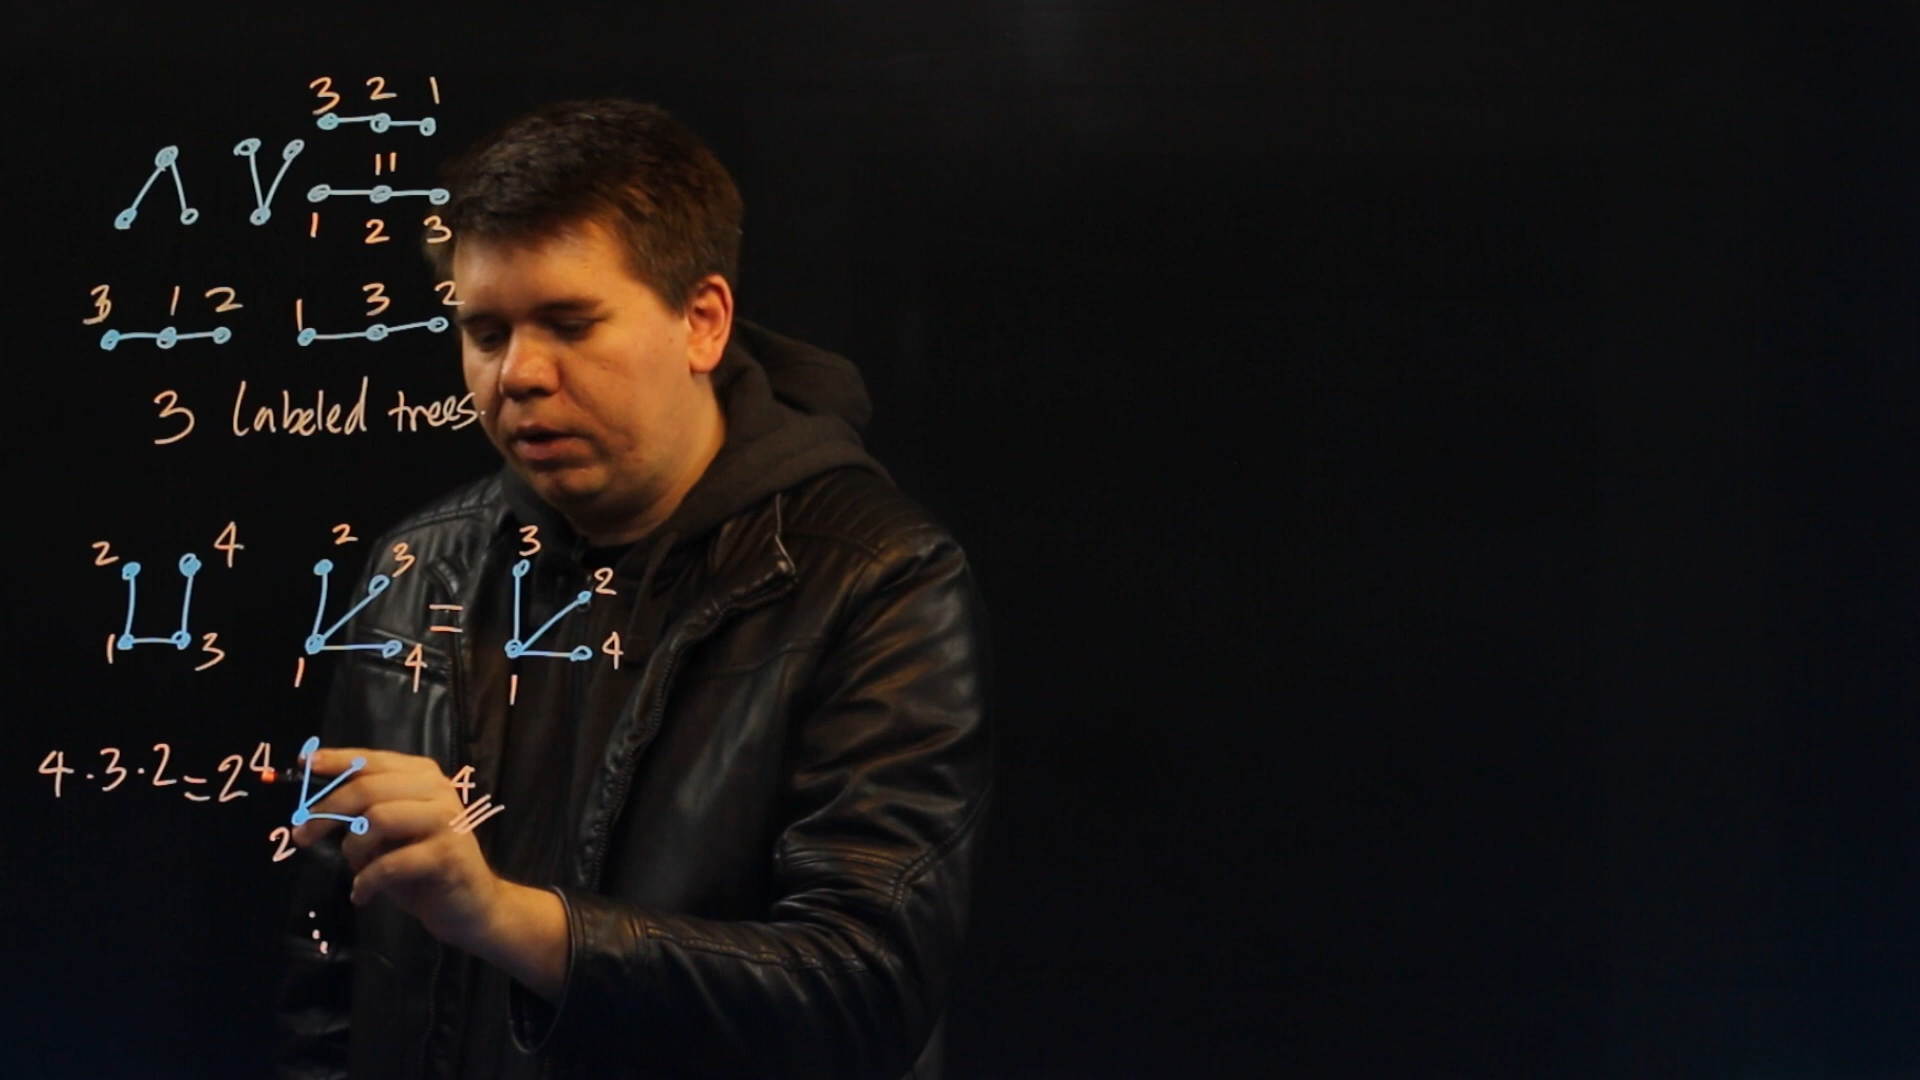 3 2 1
11
1 2 3
3 1 2 1 3 2
3 labeled trees.
2 4 2 3 3 2
1 3 1 4 = 1 4
4·3·2=24 4
2